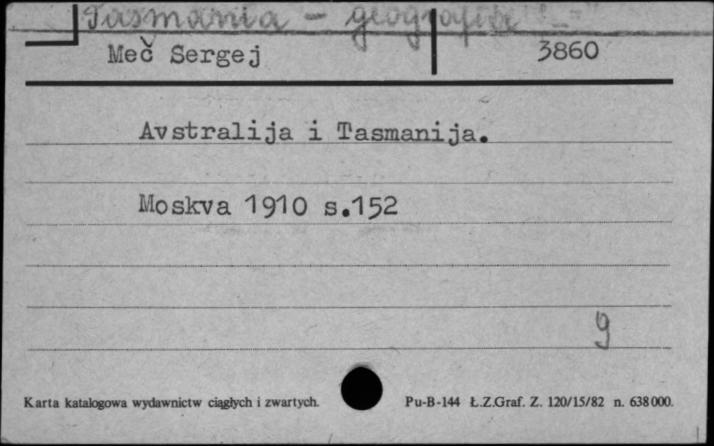 Tasmania - geografia
Meč Sergej 3860
Avstralija i Tasmanija.
Moskva 1910 s.152
g
Karta katalogowa wydawnictw ciągłych i zwartych. Pu-B-144 Ł.Z.Graf. Z. 120/15/82 n. 638000.